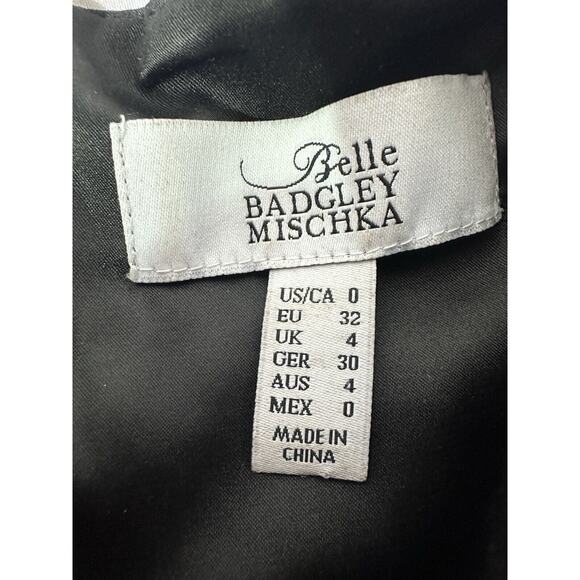 Belle
BADGLEY
MISCHKA
US/CA 0
EU 32
UK 4
GER 30
AUS 4
MEX 0
MADE IN
CHINA